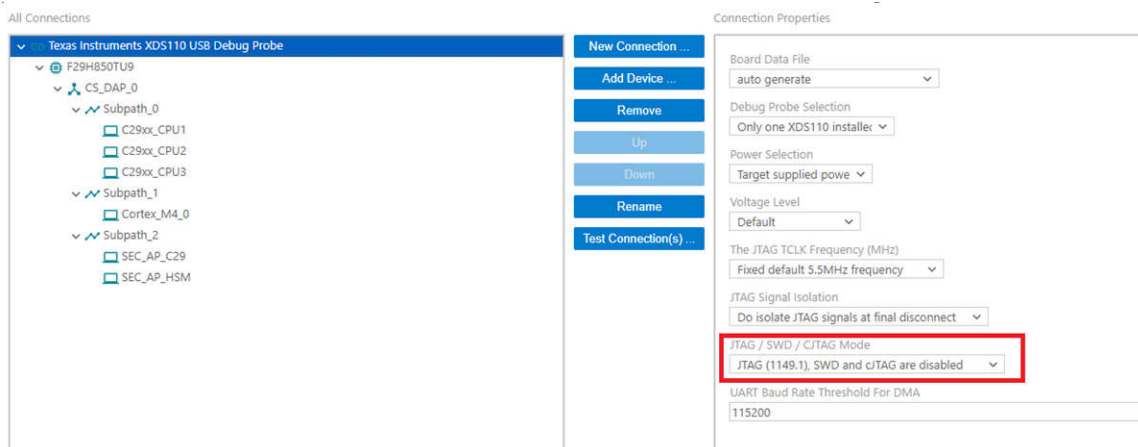 All Connections
Texas Instruments XDS110 USB Debug Probe
F29H850TU9
CS_DAP_0
Subpath_0
C29xx_CPU1
C29xx_CPU2
C29xx_CPU3
Subpath_1
Cortex_M4_0
Subpath_2
SEC_AP_C29
SEC_AP_HSM
New Connection ...
Add Device ...
Remove
Up
Down
Rename
Test Connection(s) ...
Connection Properties
Board Data File
auto generate
Debug Probe Selection
Only one XDS110 installec
Power Selection
Target supplied powe
Voltage Level
Default
The JTAG TCLK Frequency (MHz)
Fixed default 5.5MHz frequency
JTAG Signal Isolation
Do isolate JTAG signals at final disconnect
JTAG / SWD / CJTAG Mode
JTAG (1149.1), SWD and cJTAG are disabled
UART Baud Rate Threshold For DMA
115200